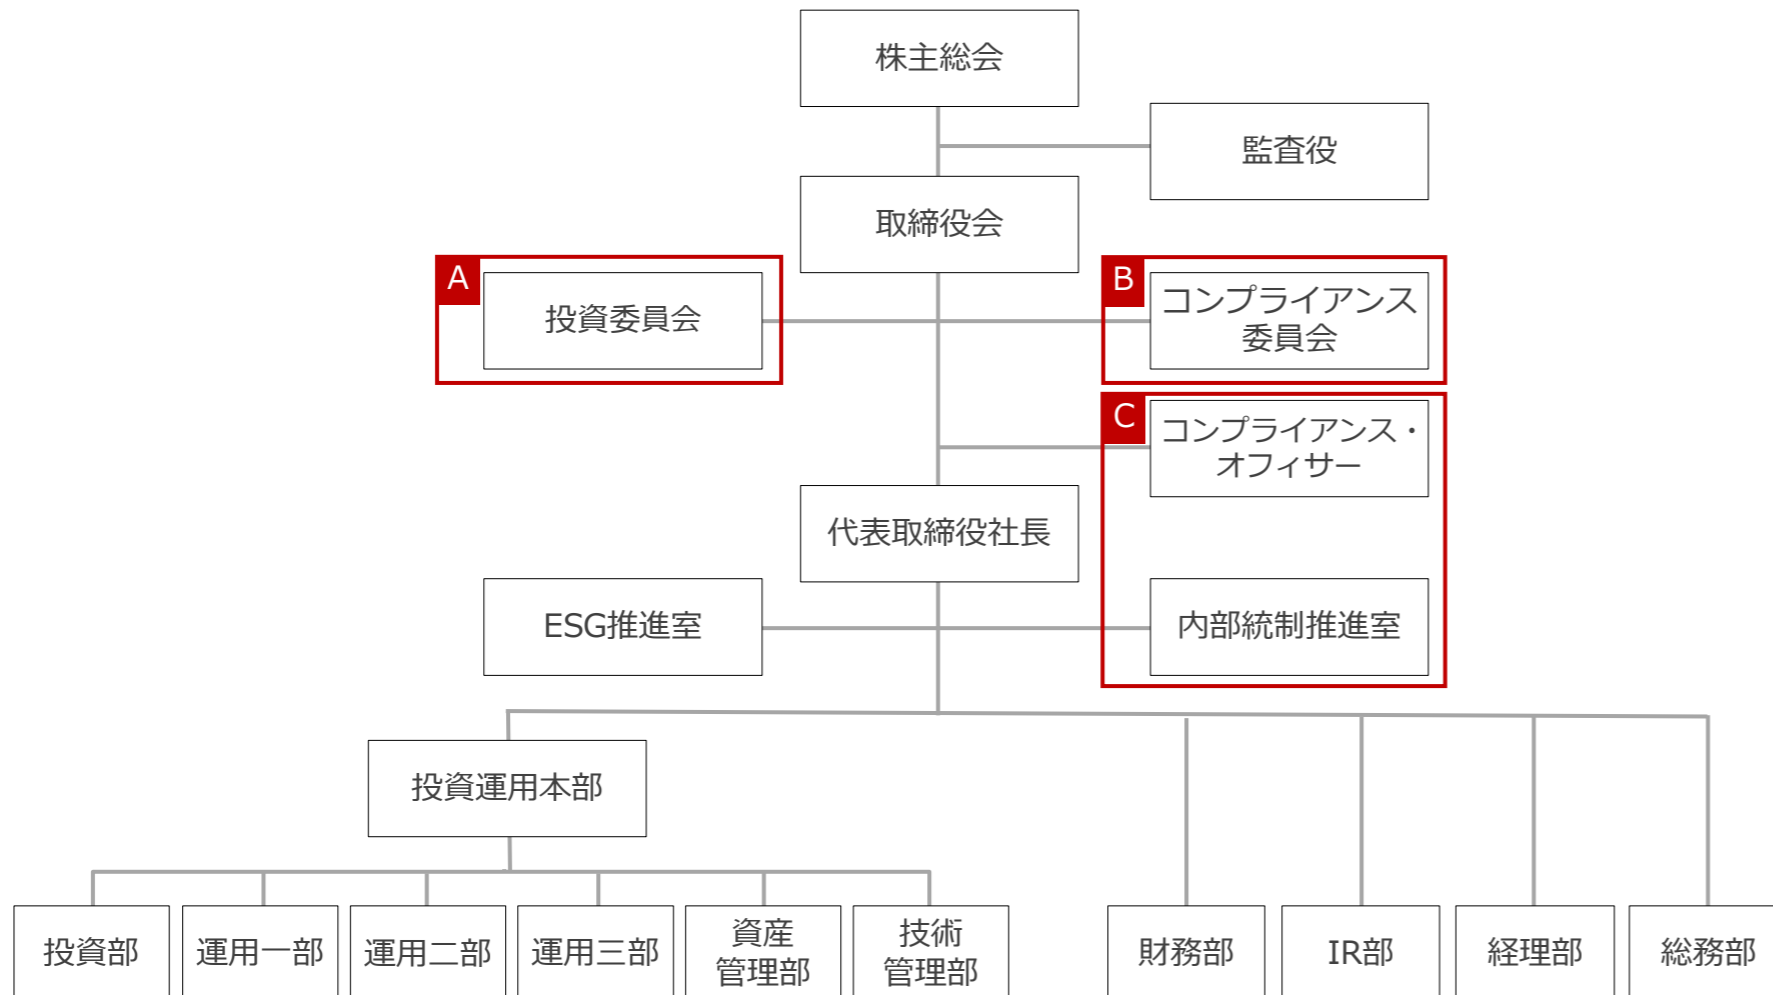 株主総会
監査役
取締役会
A
投資委員会
B
コンプライアンス
委員会
C
コンプライアンス・
オフィサー
代表取締役社長
ESG推進室
内部統制推進室
投資運用本部
投資部
運用一部
運用二部
運用三部
資産
管理部
技術
管理部
財務部
IR部
経理部
総務部